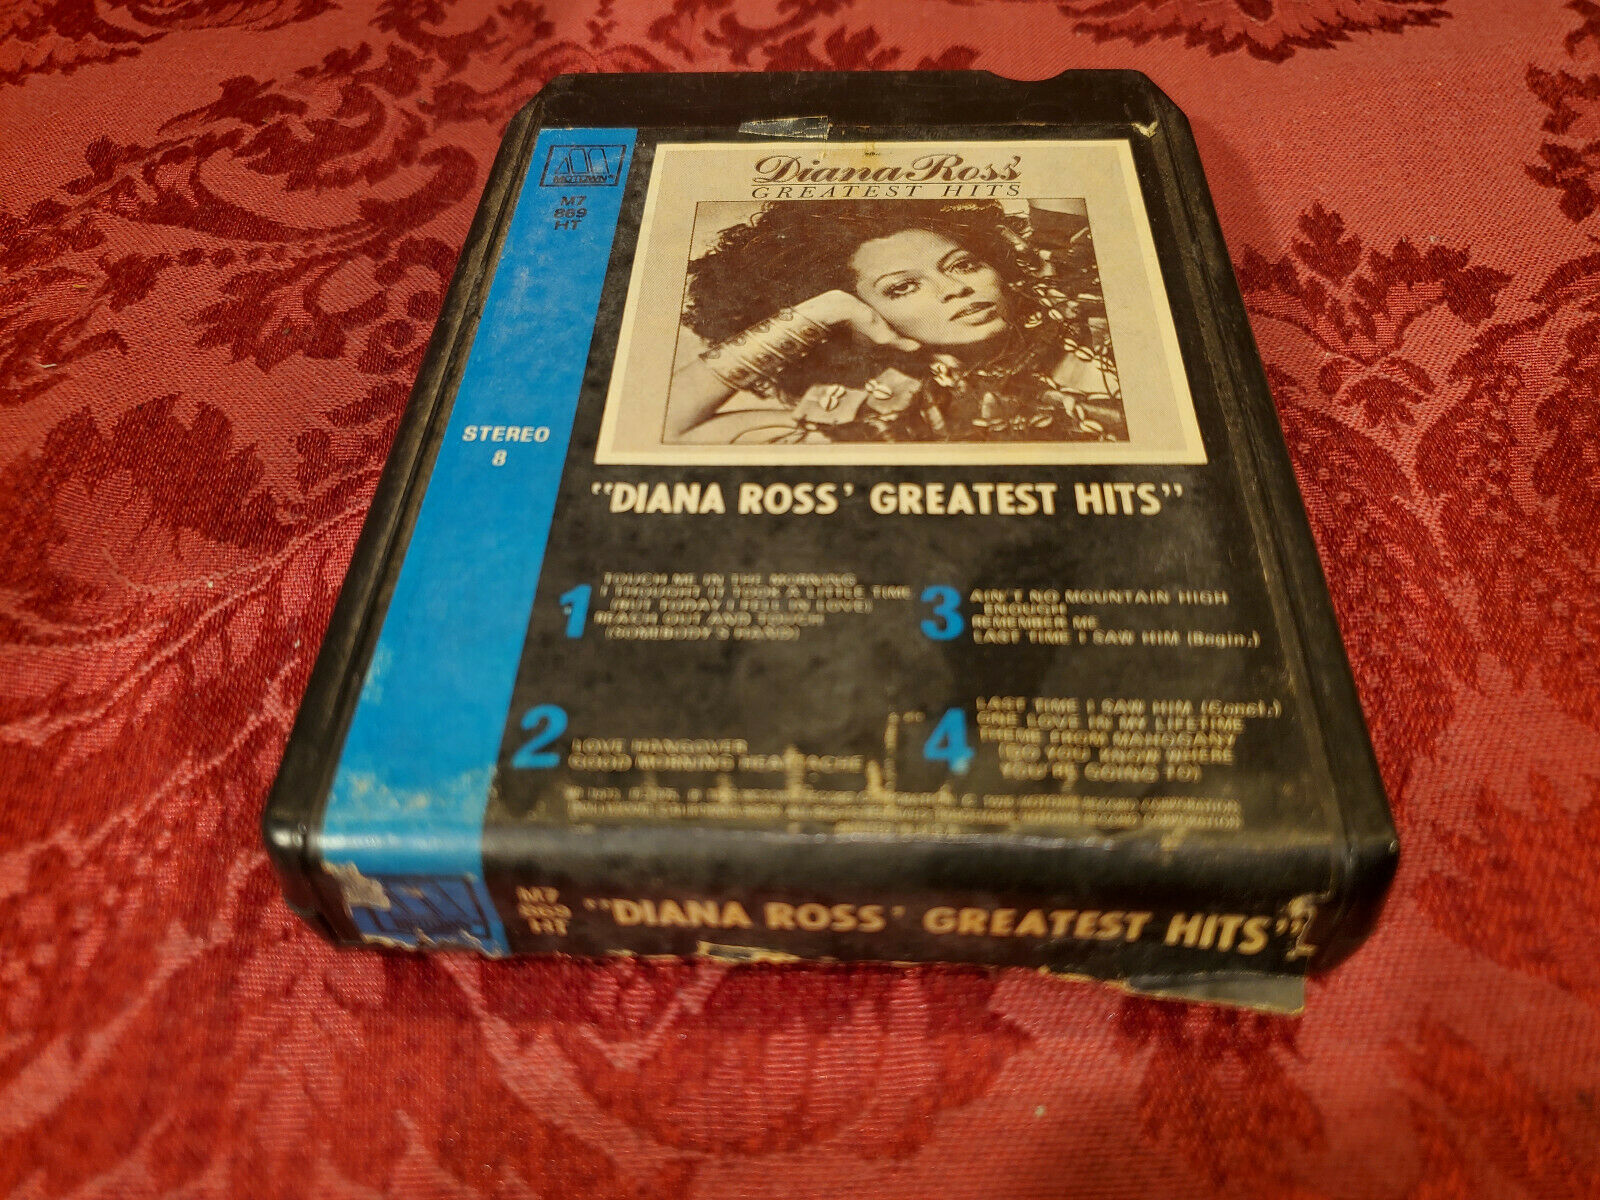 MOTOWN®
M7
869
HT
Diana Ross'
GREATEST HITS
STEREO
8
"DIANA ROSS' GREATEST HITS"
1
TOUCH ME IN THE MORNING
I THOUGHT IT TOOK A LITTLE TIME
(BUT TODAY I FELL IN LOVE)
REACH OUT AND TOUCH
(SOMEBODY'S HAND)
2
LOVE HANGOVER
GOOD MORNING HEARTACHE
3
AIN'T NO MOUNTAIN HIGH
ENOUGH
REMEMBER ME
LAST TIME I SAW HIM (Begin.)
4
LAST TIME I SAW HIM (Concl.)
ONE LOVE IN MY LIFETIME
THEME FROM MAHOGANY
(DO YOU KNOW WHERE
YOU'RE GOING TO)
MOTOWN RECORD CORPORATION
M7
869
HT
"DIANA ROSS' GREATEST HITS"